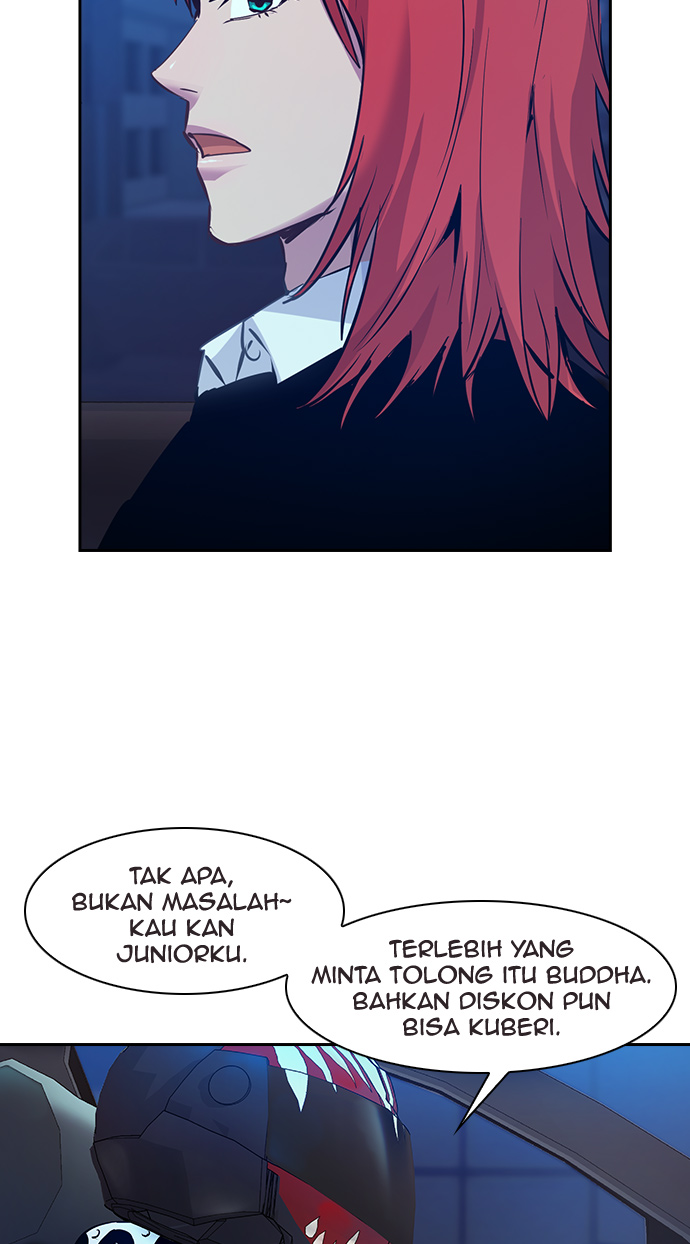 TAK APA,
BUKAN MASALAH~
KAU KAN
JUNIORKU.
TERLEBIH YANG
MINTA TOLONG ITU BUDDHA.
BAHKAN DISKON PUN
BISA KUBERI.